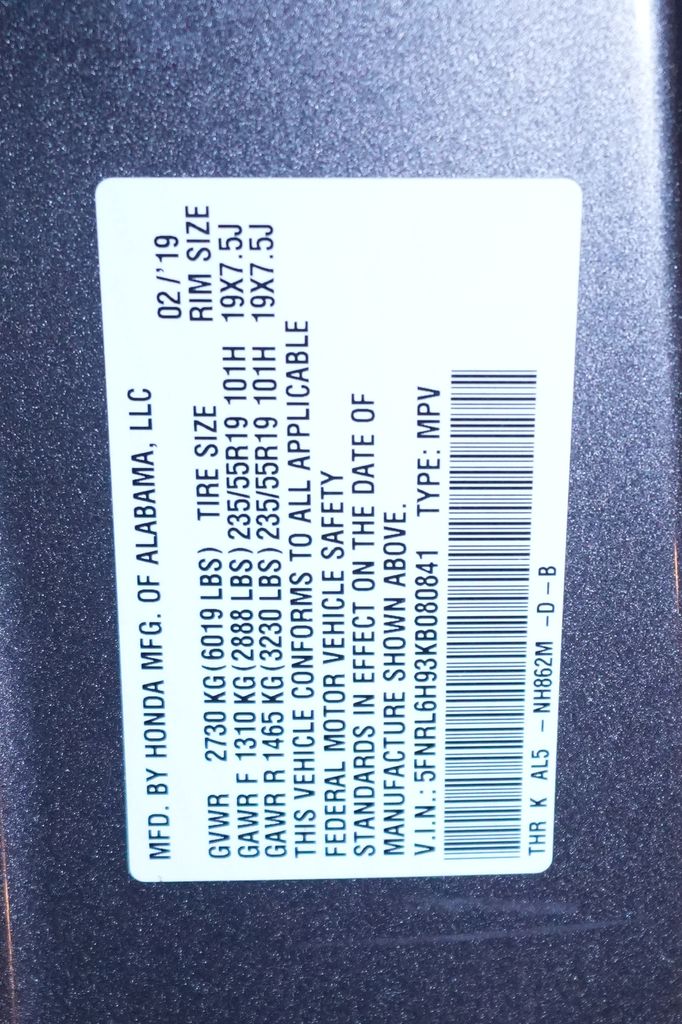 MFD. BY HONDA MFG. OF ALABAMA, LLC 02/'19
GVWR 2730 KG(6019 LBS) TIRE SIZE RIM SIZE
GAWR F 1310 KG(2888 LBS)235/55R19 101H 19X7.5J
GAWR R 1465 KG(3230 LBS)235/55R19 101H 19X7.5J
THIS VEHICLE CONFORMS TO ALL APPLICABLE
FEDERAL MOTOR VEHICLE SAFETY
STANDARDS IN EFFECT ON THE DATE OF
MANUFACTURE SHOWN ABOVE.
V.I.N.: 5FNRL6H93KB080841 TYPE: MPV
THR K AL5 - NH862M -D-B